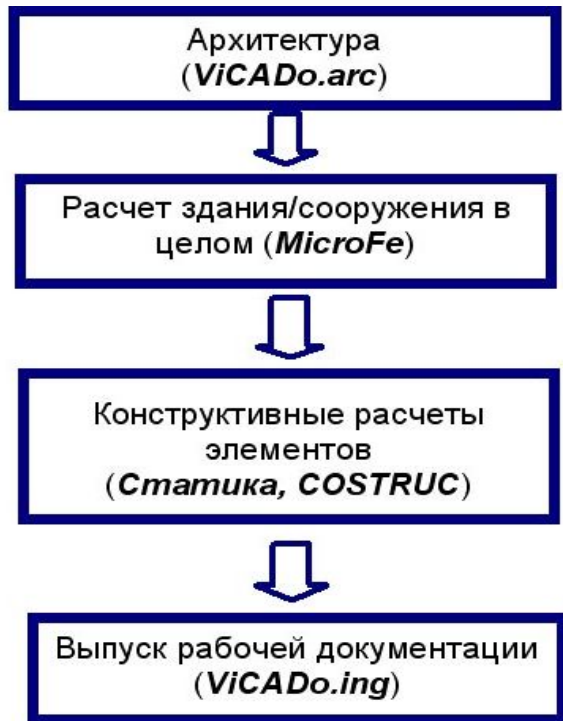 Архитектура
(ViCADo.arc)
Расчет здания/сооружения в
целом (MicroFe)
Конструктивные расчеты
элементов
(Статика, COSTRUC)
Выпуск рабочей документации
(ViCADo.ing)